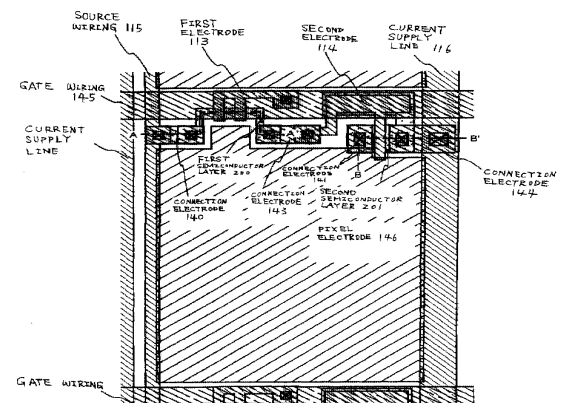 SOURCE
WIRING 115
FIRST
ELECTRODE
113
SECOND
ELECTRODE
114
CURRENT
SUPPLY
LINE 116
GATE WIRING
145
CURRENT
SUPPLY
LINE
A
A'
B
B'
FIRST
SEMICONDUCTOR
LAYER 200
CONNECTION
ELECTRODE
140
CONNECTION
ELECTRODE
143
CONNECTION
ELECTRODE
141
SECOND
SEMICONDUCTOR
LAYER 201
CONNECTION
ELECTRODE
144
PIXEL
ELECTRODE 146
GATE WIRING